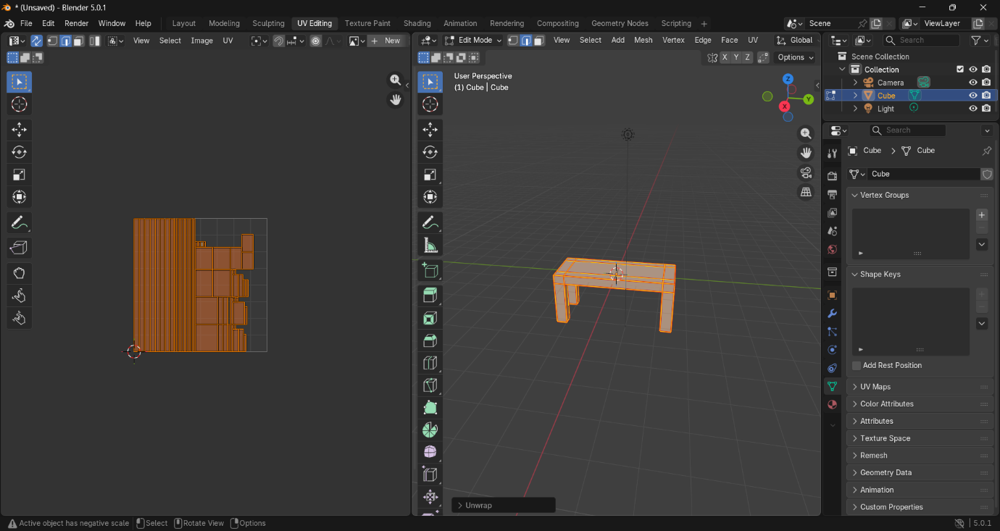 * (Unsaved) - Blender 5.0.1
File Edit Render Window Help Layout Modeling Sculpting UV Editing Texture Paint Shading Animation Rendering Compositing Geometry Nodes Scripting + Scene ViewLayer
View Select Image UV + New Edit Mode View Select Add Mesh Vertex Edge Face UV Global Search
X Y Z Options
Scene Collection
Collection
Camera
Cube
Light
User Perspective
(1) Cube | Cube
Z
Y
X
Search
Cube > Cube
Cube
Vertex Groups
Shape Keys
Add Rest Position
UV Maps
Color Attributes
Attributes
Texture Space
Remesh
Geometry Data
Animation
Custom Properties
Unwrap
Active object has negative scale Select Rotate View Options 5.0.1